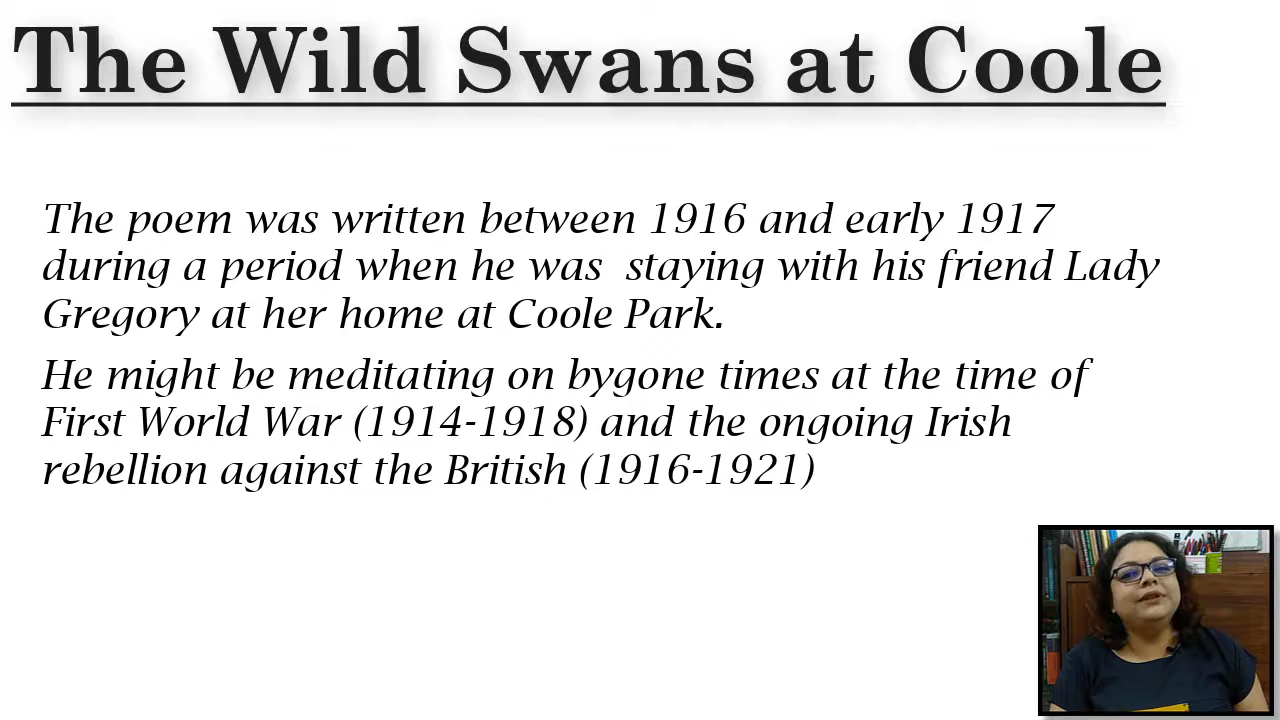 The Wild Swans at Coole
The poem was written between 1916 and early 1917
during a period when he was  staying with his friend Lady
Gregory at her home at Coole Park.
He might be meditating on bygone times at the time of
First World War (1914-1918) and the ongoing Irish
rebellion against the British (1916-1921)